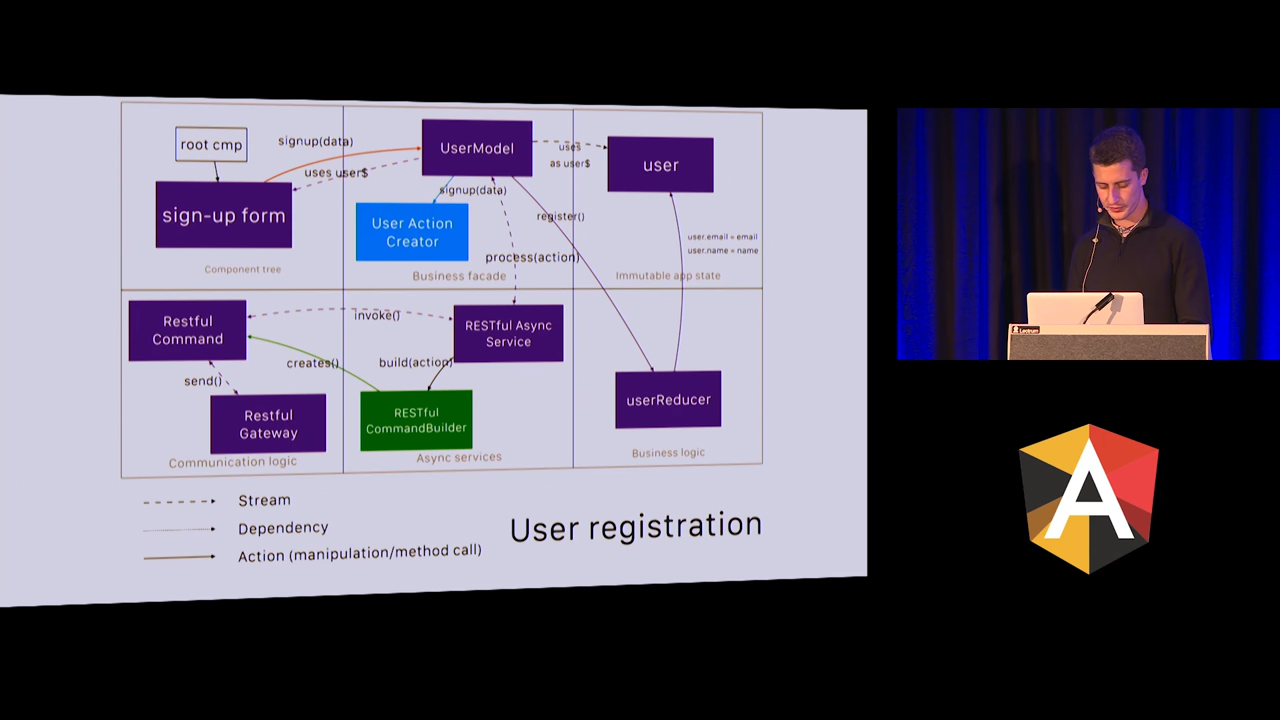 root cmp
signup(data)
uses user$
sign-up form
Component tree
UserModel
signup(data)
User Action
Creator
process(action)
Business facade
uses
as user$
user
register()
user.email = email
user.name = name
Immutable app state
Restful
Command
invoke()
creates()
send()
Restful
Gateway
Communication logic
RESTful Async
Service
build(action)
RESTful
CommandBuilder
Async services
userReducer
Business logic
Stream
Dependency
Action (manipulation/method call)
User registration
A